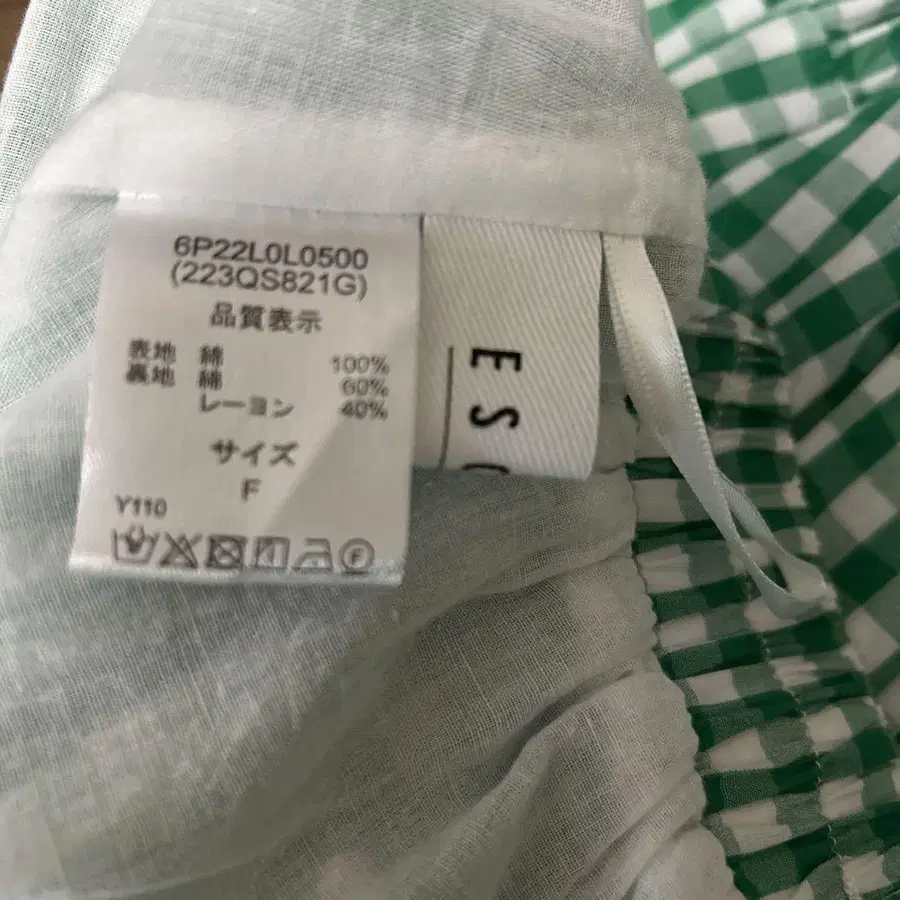 6P22L0L0500
(223QS821G)
品質表示
表地 綿 100%
裏地 綿 60%
レーヨン 40%
サイズ
F
Y110
F
E S